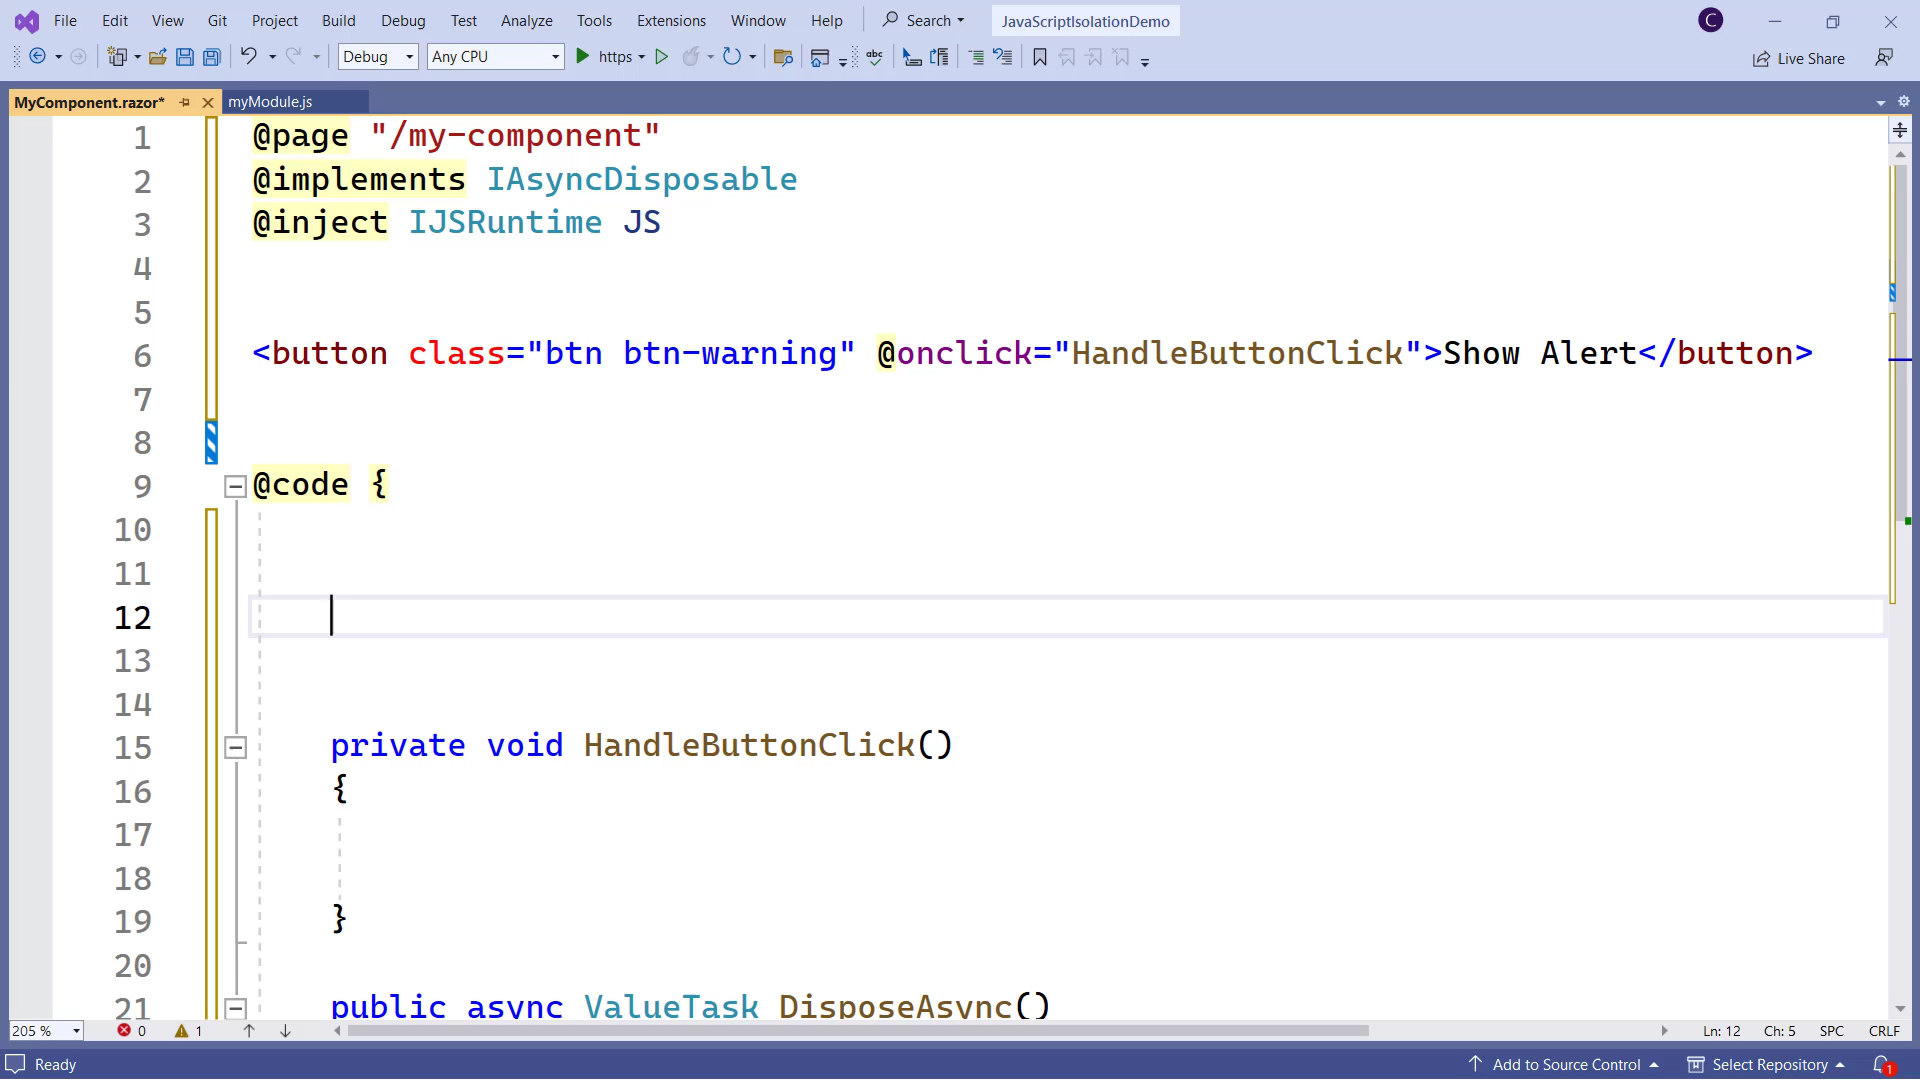 File Edit View Git Project Build Debug Test Analyze Tools Extensions Window Help Search JavaScriptIsolationDemo C
Debug Any CPU https abc Live Share
MyComponent.razor* myModule.js
1 @page "/my-component"
2 @implements IAsyncDisposable
3 @inject IJSRuntime JS
4
5
6 <button class="btn btn-warning" @onclick="HandleButtonClick">Show Alert</button>
7
8
9 @code {
10
11
12
13
14
15 private void HandleButtonClick()
16 {
17
18
19 }
20
21 public async ValueTask DisposeAsync()
205 % 0 1 Ln: 12 Ch: 5 SPC CRLF
Ready Add to Source Control Select Repository 1